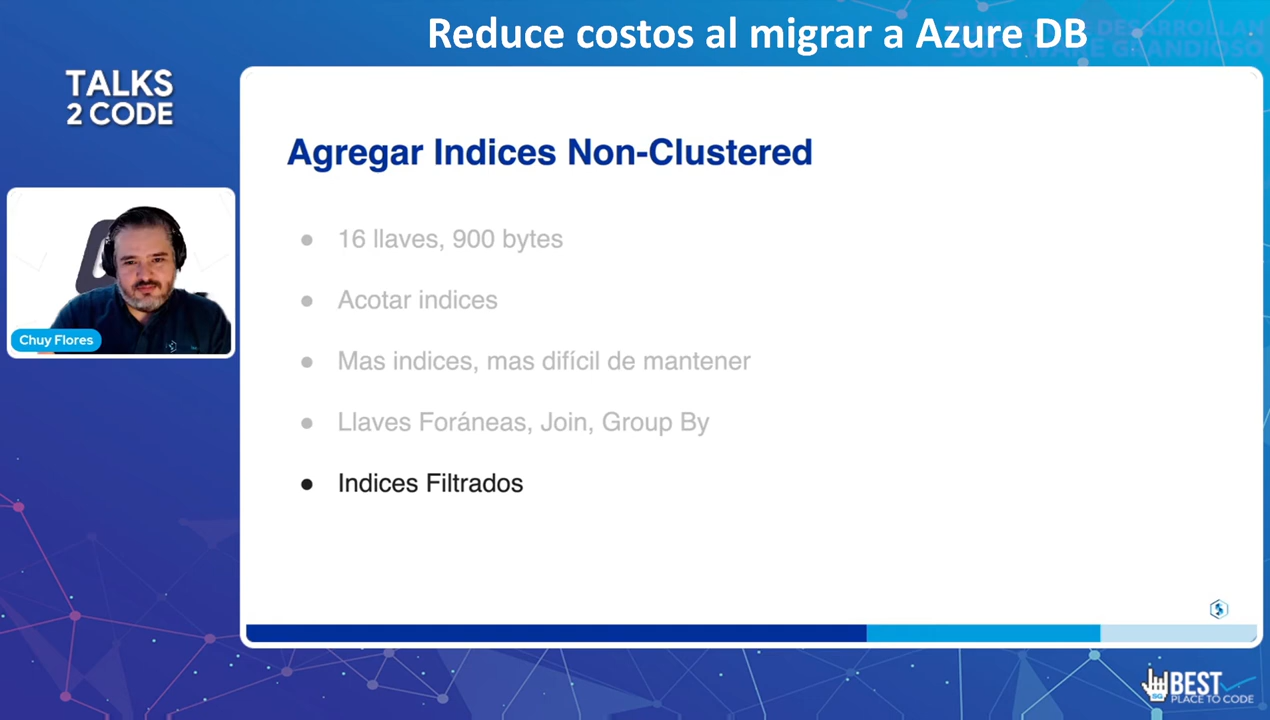 Reduce costos al migrar a Azure DB
TALKS
2 CODE
Agregar Indices Non-Clustered
16 llaves, 900 bytes
Acotar indices
Mas indices, mas difícil de mantener
Llaves Foráneas, Join, Group By
Indices Filtrados
Chuy Flores
SG
BEST
PLACE TO CODE